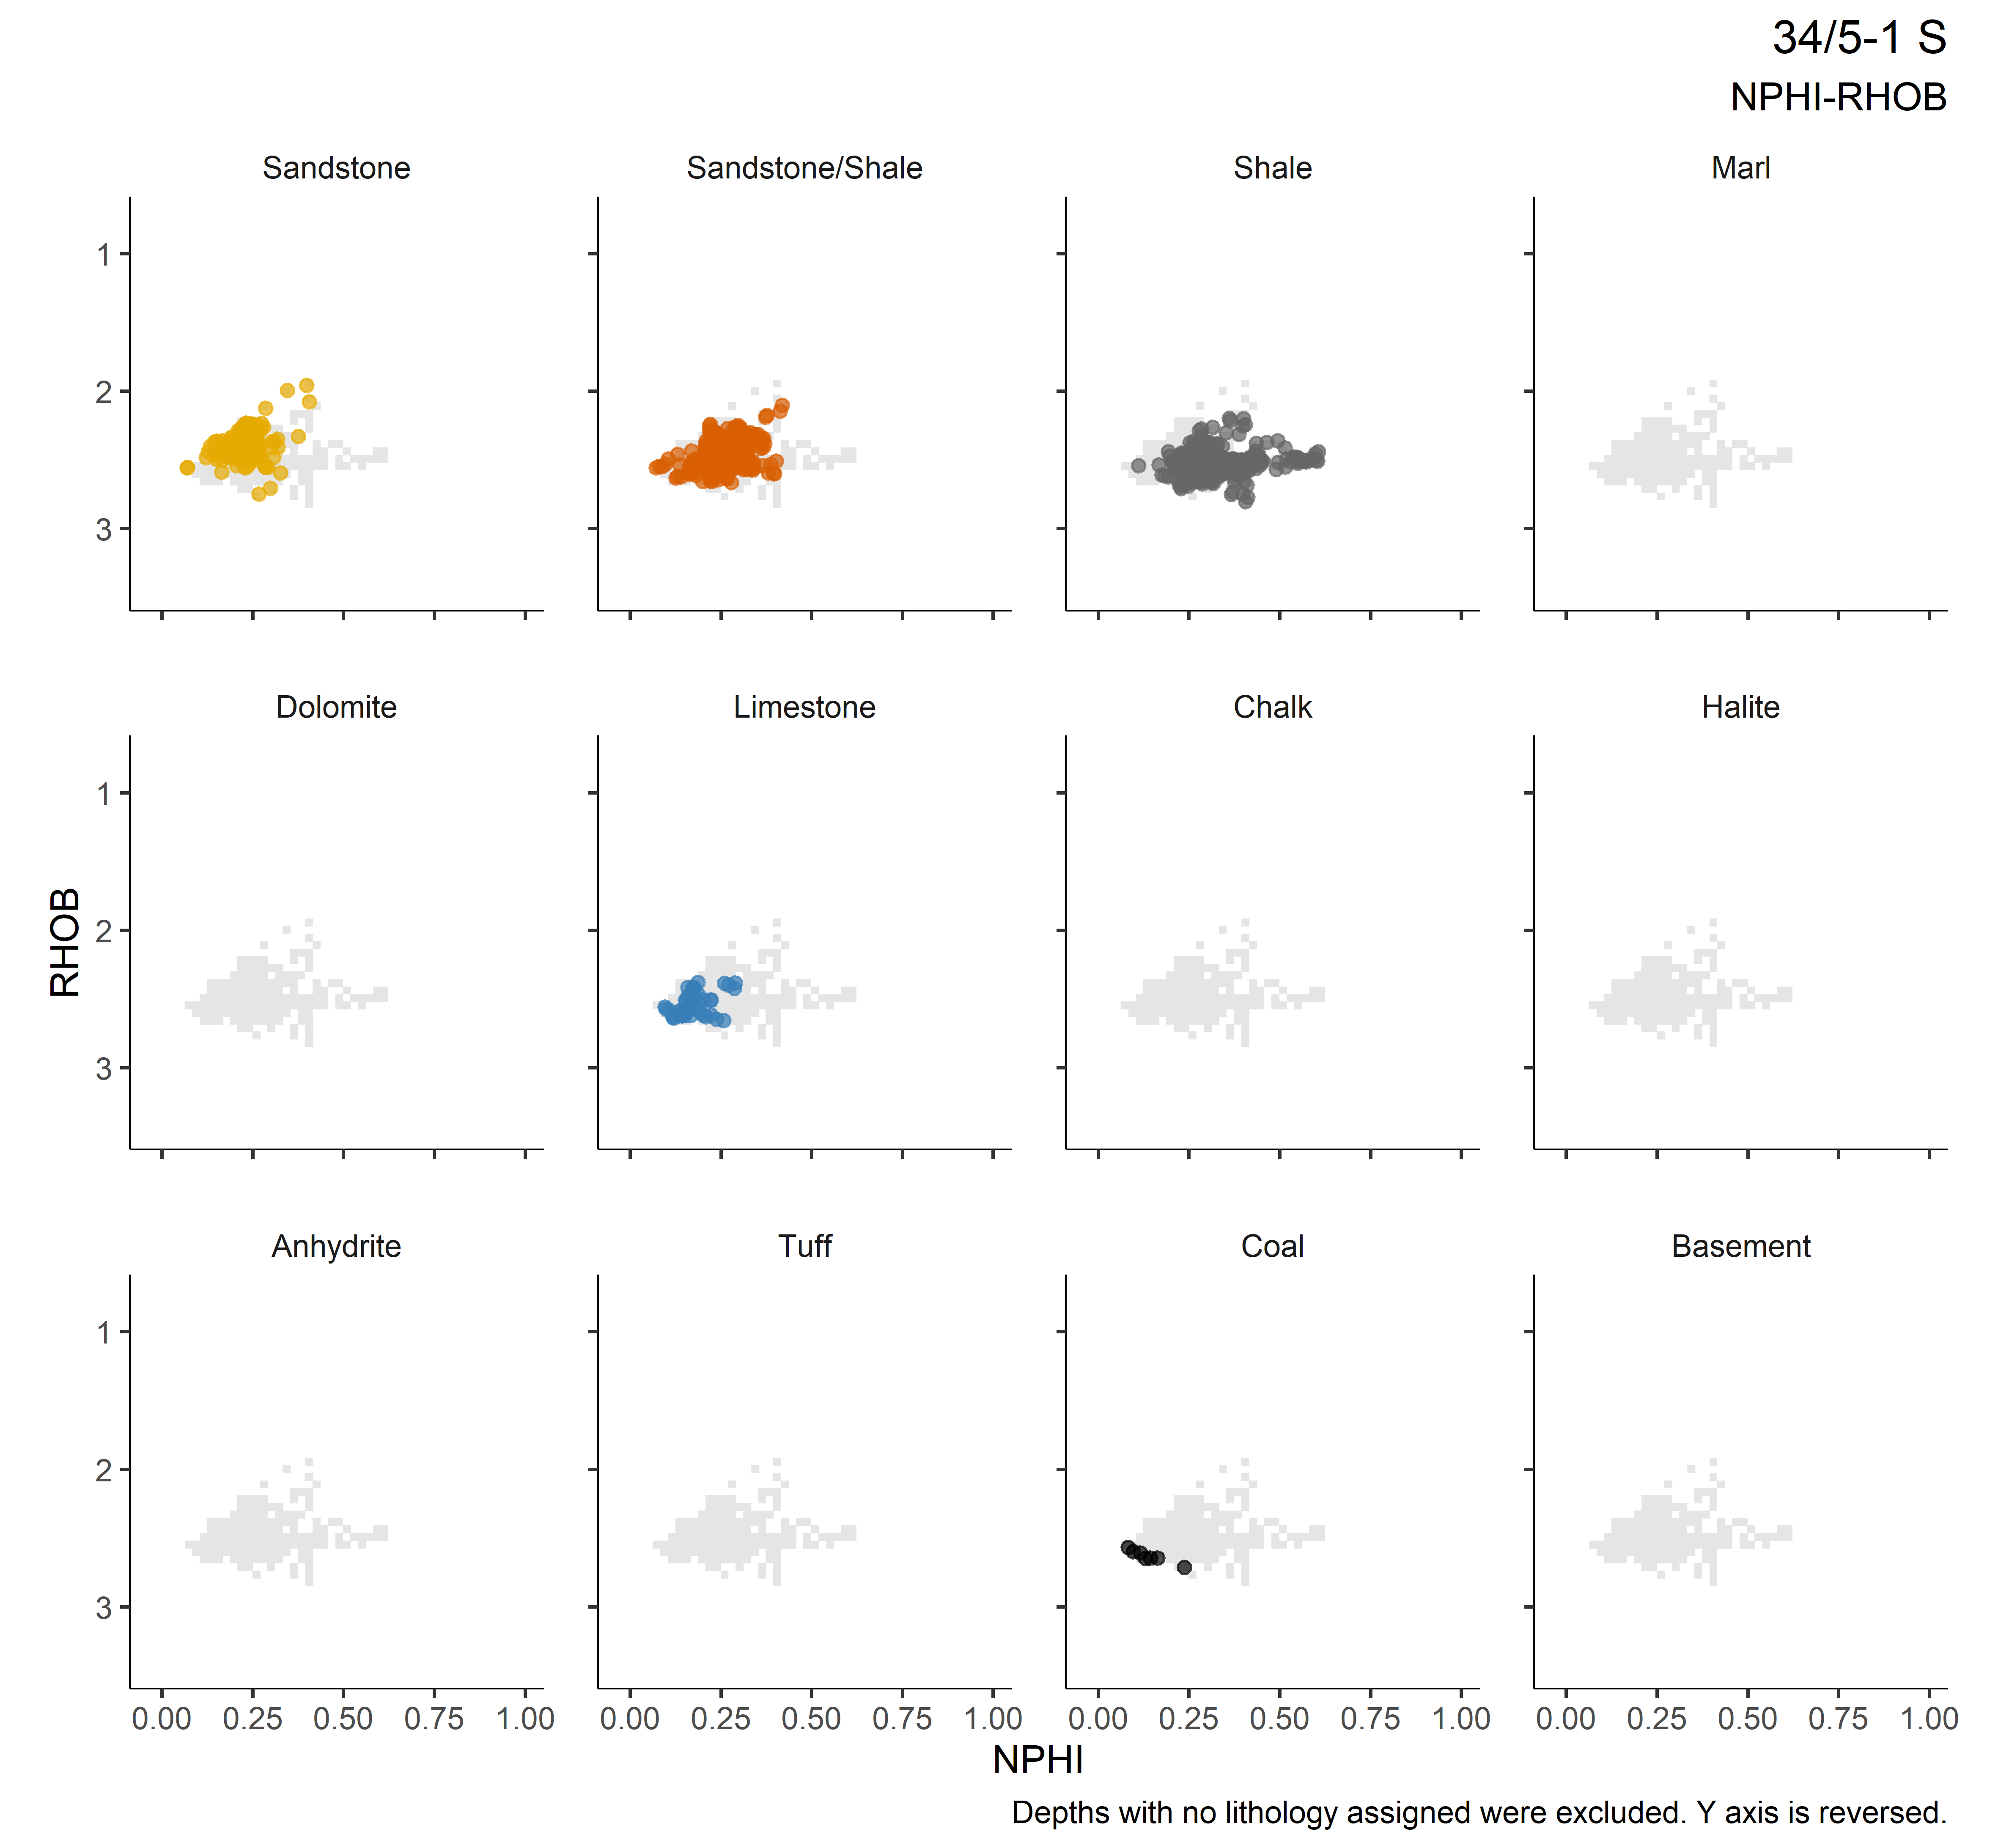 34/5-1 S
NPHI-RHOB
Sandstone
Sandstone/Shale
Shale
Marl
1
2
3
Dolomite
Limestone
Chalk
Halite
RHOB
1
2
3
Anhydrite
Tuff
Coal
Basement
1
2
3
0.00 0.25 0.50 0.75 1.00
0.00 0.25 0.50 0.75 1.00
0.00 0.25 0.50 0.75 1.00
0.00 0.25 0.50 0.75 1.00
NPHI
Depths with no lithology assigned were excluded. Y axis is reversed.